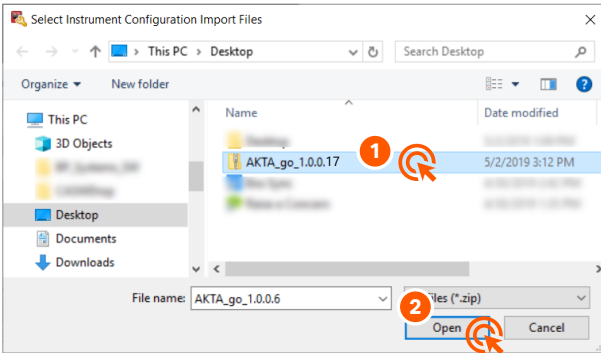 Select Instrument Configuration Import Files
This PC > Desktop
Search Desktop
Organize
New folder
Name
Date modified
This PC
3D Objects
Desktop
Documents
Downloads
AKTA_go_1.0.0.17
1
5/2/2019 3:12 PM
File name:
AKTA_go_1.0.0.6
2
files (*.zip)
Open
Cancel